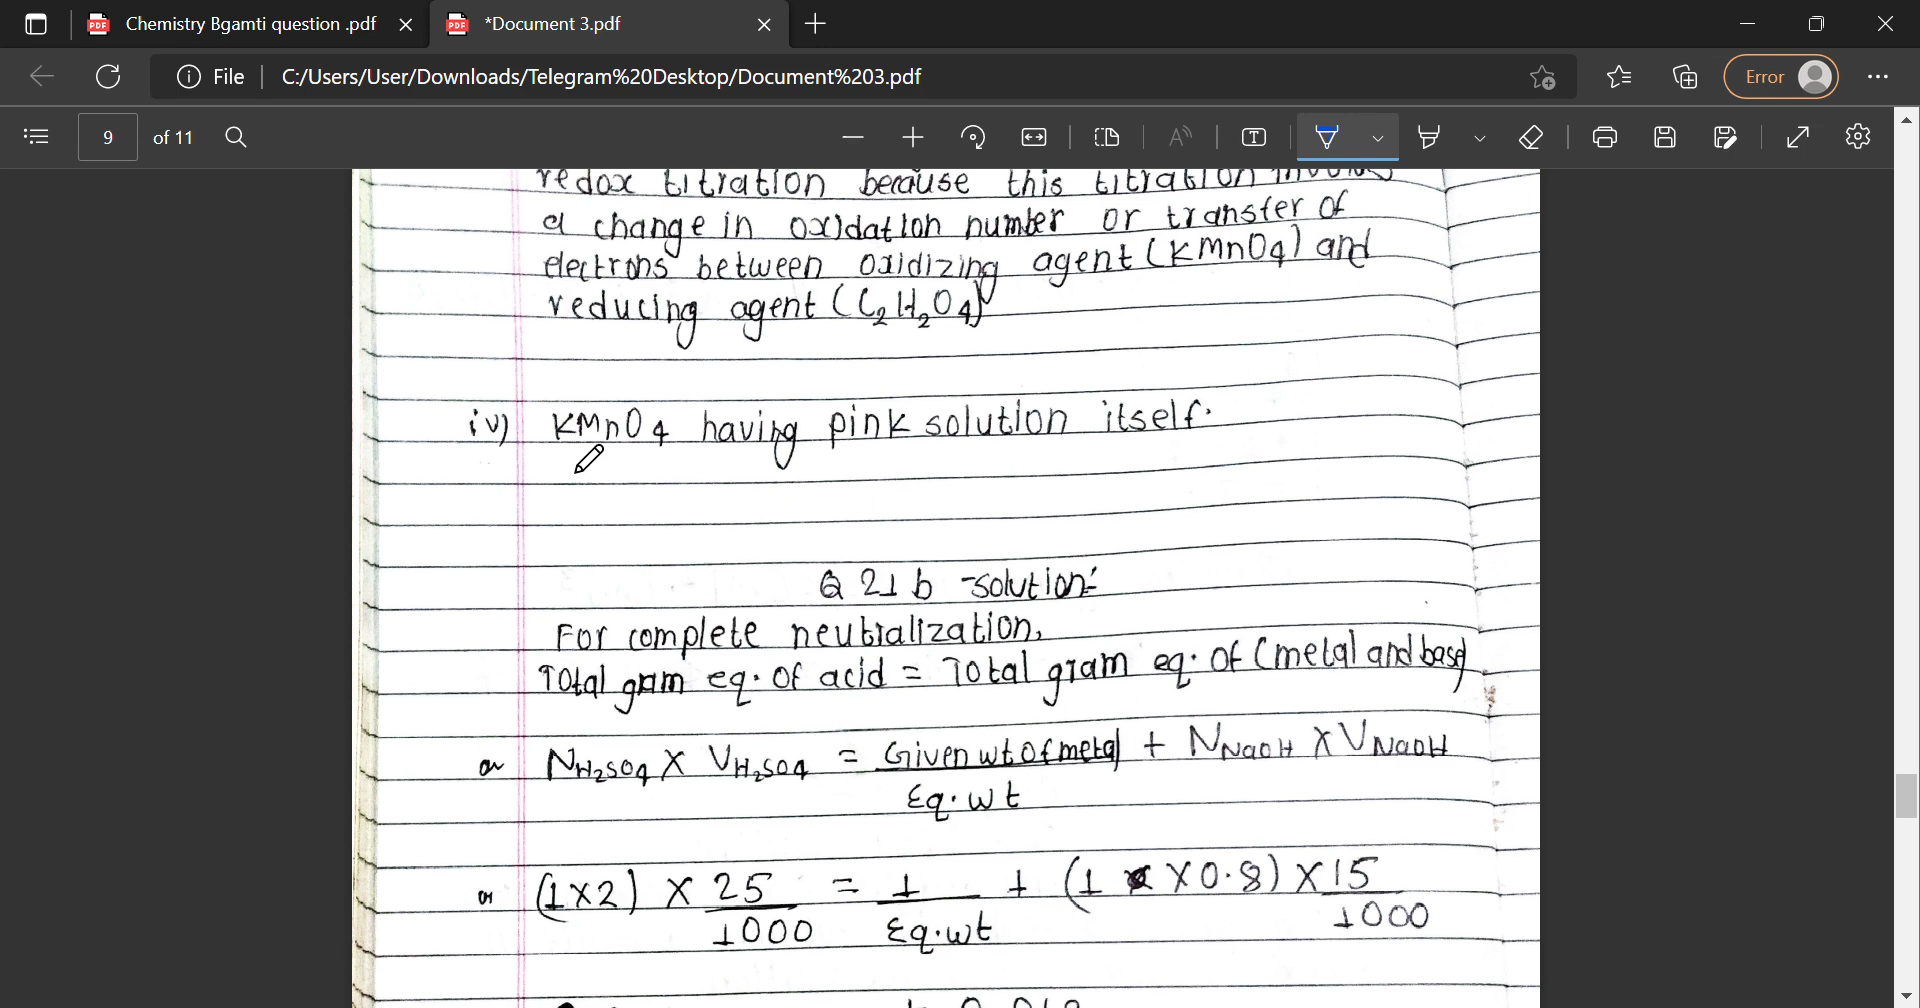 Chemistry Bgamti question .pdf
*Document 3.pdf
File
C:/Users/User/Downloads/Telegram%20Desktop/Document%203.pdf
Error
9 of 11
redox titration because this titration involves
a change in oxidation number or transfer of
electrons between oxidizing agent (KMnO4) and
reducing agent (C2H2O4)
iv) KMnO4 having pink solution itself.
Q 21 b -solution:-
For complete neutralization,
Total gram eq. of acid = Total gram eq. of (metal and base)
or NH2SO4 X VH2SO4 = Given wt of metal + NNaOH X VNaOH
Eq. wt
or (1X2) X 25 = 1 + (1 X 0.8) X 15
1000 Eq. wt 1000